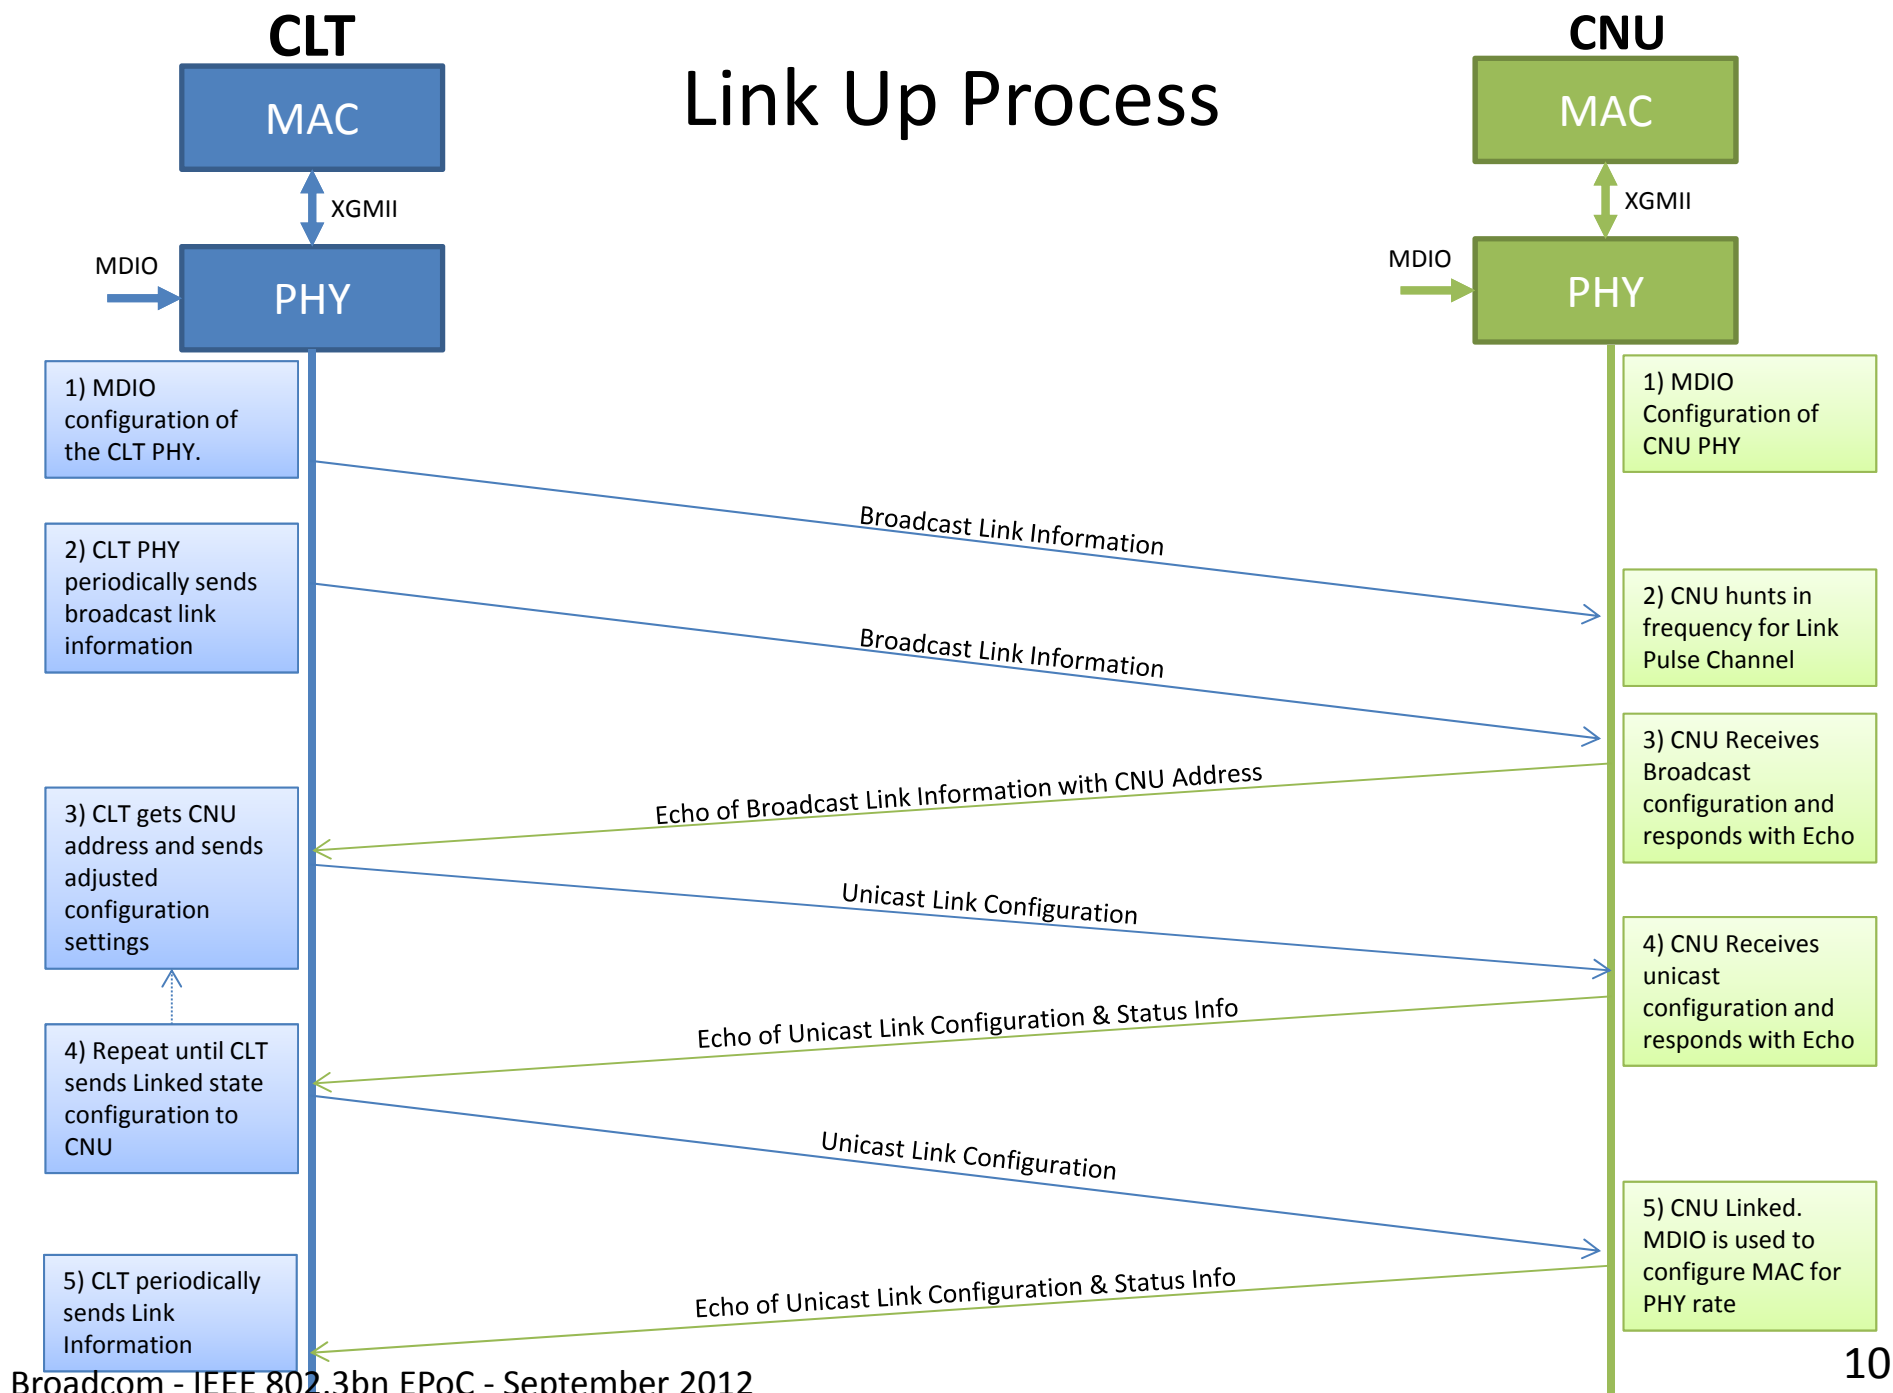 CLT
CNU
Link Up Process
MAC
MAC
XGMII
XGMII
MDIO
MDIO
PHY
PHY
1) MDIO
configuration of
the CLT PHY.
1) MDIO
Configuration of
CNU PHY
Broadcast Link Information
2) CLT PHY
periodically sends
broadcast link
information
2) CNU hunts in
frequency for Link
Pulse Channel
Broadcast Link Information
3) CNU Receives
Broadcast
configuration and
responds with Echo
Echo of Broadcast Link Information with CNU Address
3) CLT gets CNU
address and sends
adjusted
configuration
settings
Unicast Link Configuration
4) CNU Receives
unicast
configuration and
responds with Echo
Echo of Unicast Link Configuration & Status Info
4) Repeat until CLT
sends Linked state
configuration to
CNU
Unicast Link Configuration
5) CNU Linked.
MDIO is used to
configure MAC for
PHY rate
Echo of Unicast Link Configuration & Status Info
5) CLT periodically
sends Link
Information
Broadcom - IEEE 802.3bn EPoC - September 2012
10